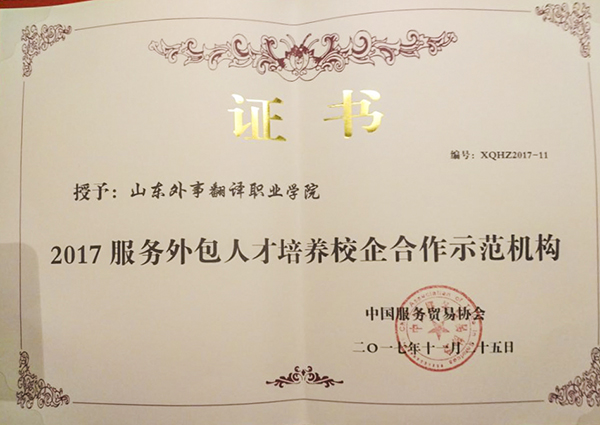 证书
编号：XQHZ2017-11
授予：山东外事翻译职业学院
2017服务外包人才培养校企合作示范机构
中国服务贸易协会
二〇一七年十一月 十五日